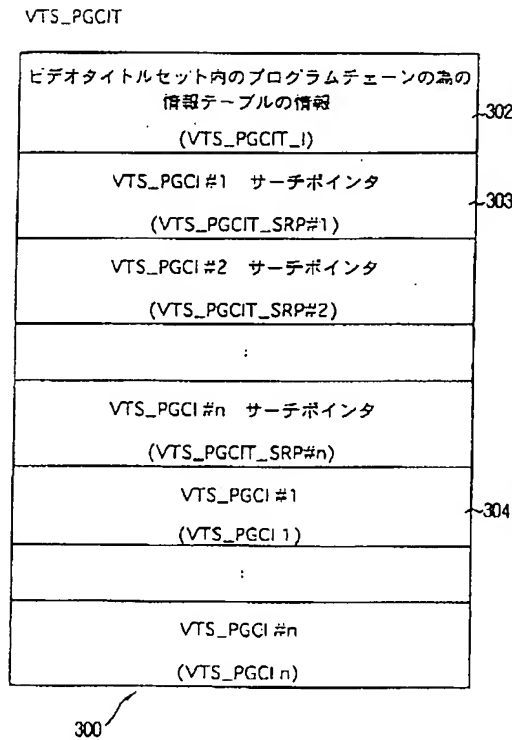 VTS_PGCIT
ビデオタイトルセット内のプログラムチェーンの為の
情報テーブルの情報
(VTS_PGCIT_I)
302
VTS_PGCI #1 サーチポインタ
(VTS_PGCIT_SRP#1)
303
VTS_PGCI #2 サーチポインタ
(VTS_PGCIT_SRP#2)
:
VTS_PGCI #n サーチポインタ
(VTS_PGCIT_SRP#n)
VTS_PGCI #1
(VTS_PGCI 1)
304
:
VTS_PGCI #n
(VTS_PGCI n)
300